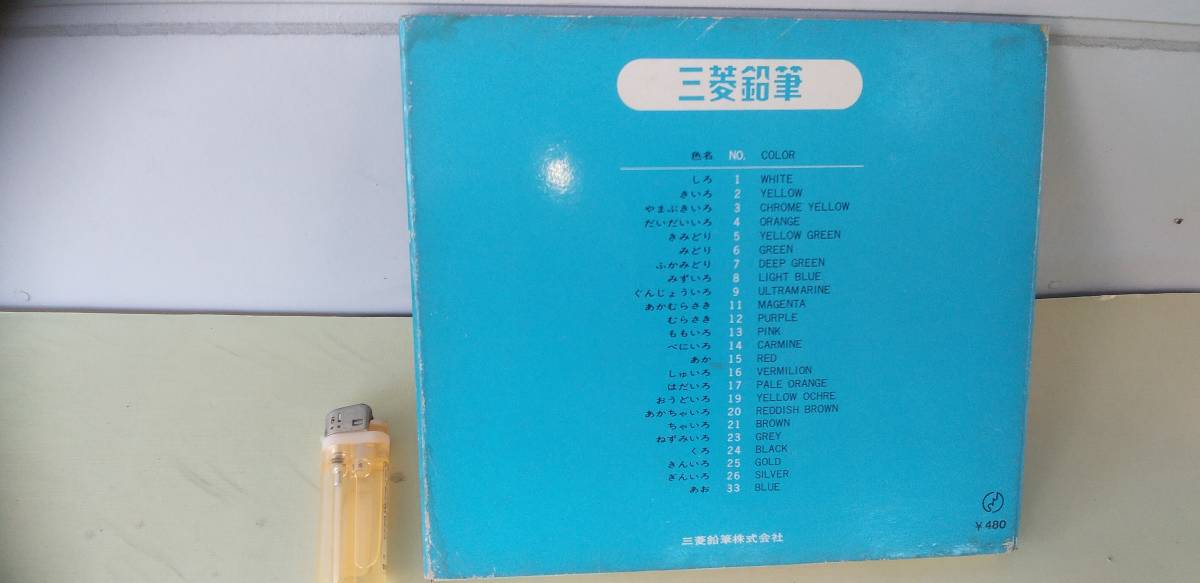 三菱鉛筆
色名 NO. COLOR
しろ 1 WHITE
きいろ 2 YELLOW
やまぶきいろ 3 CHROME YELLOW
だいだいいろ 4 ORANGE
きみどり 5 YELLOW GREEN
みどり 6 GREEN
ふかみどり 7 DEEP GREEN
みずいろ 8 LIGHT BLUE
ぐんじょういろ 9 ULTRAMARINE
あかむらさき 11 MAGENTA
むらさき 12 PURPLE
ももいろ 13 PINK
べにいろ 14 CARMINE
あか 15 RED
しゅいろ 16 VERMILION
はだいろ 17 PALE ORANGE
おうどいろ 19 YELLOW OCHRE
あかちゃいろ 20 REDDISH BROWN
ちゃいろ 21 BROWN
ねずみいろ 23 GREY
くろ 24 BLACK
きんいろ 25 GOLD
ぎんいろ 26 SILVER
あお 33 BLUE
¥480
三菱鉛筆株式会社